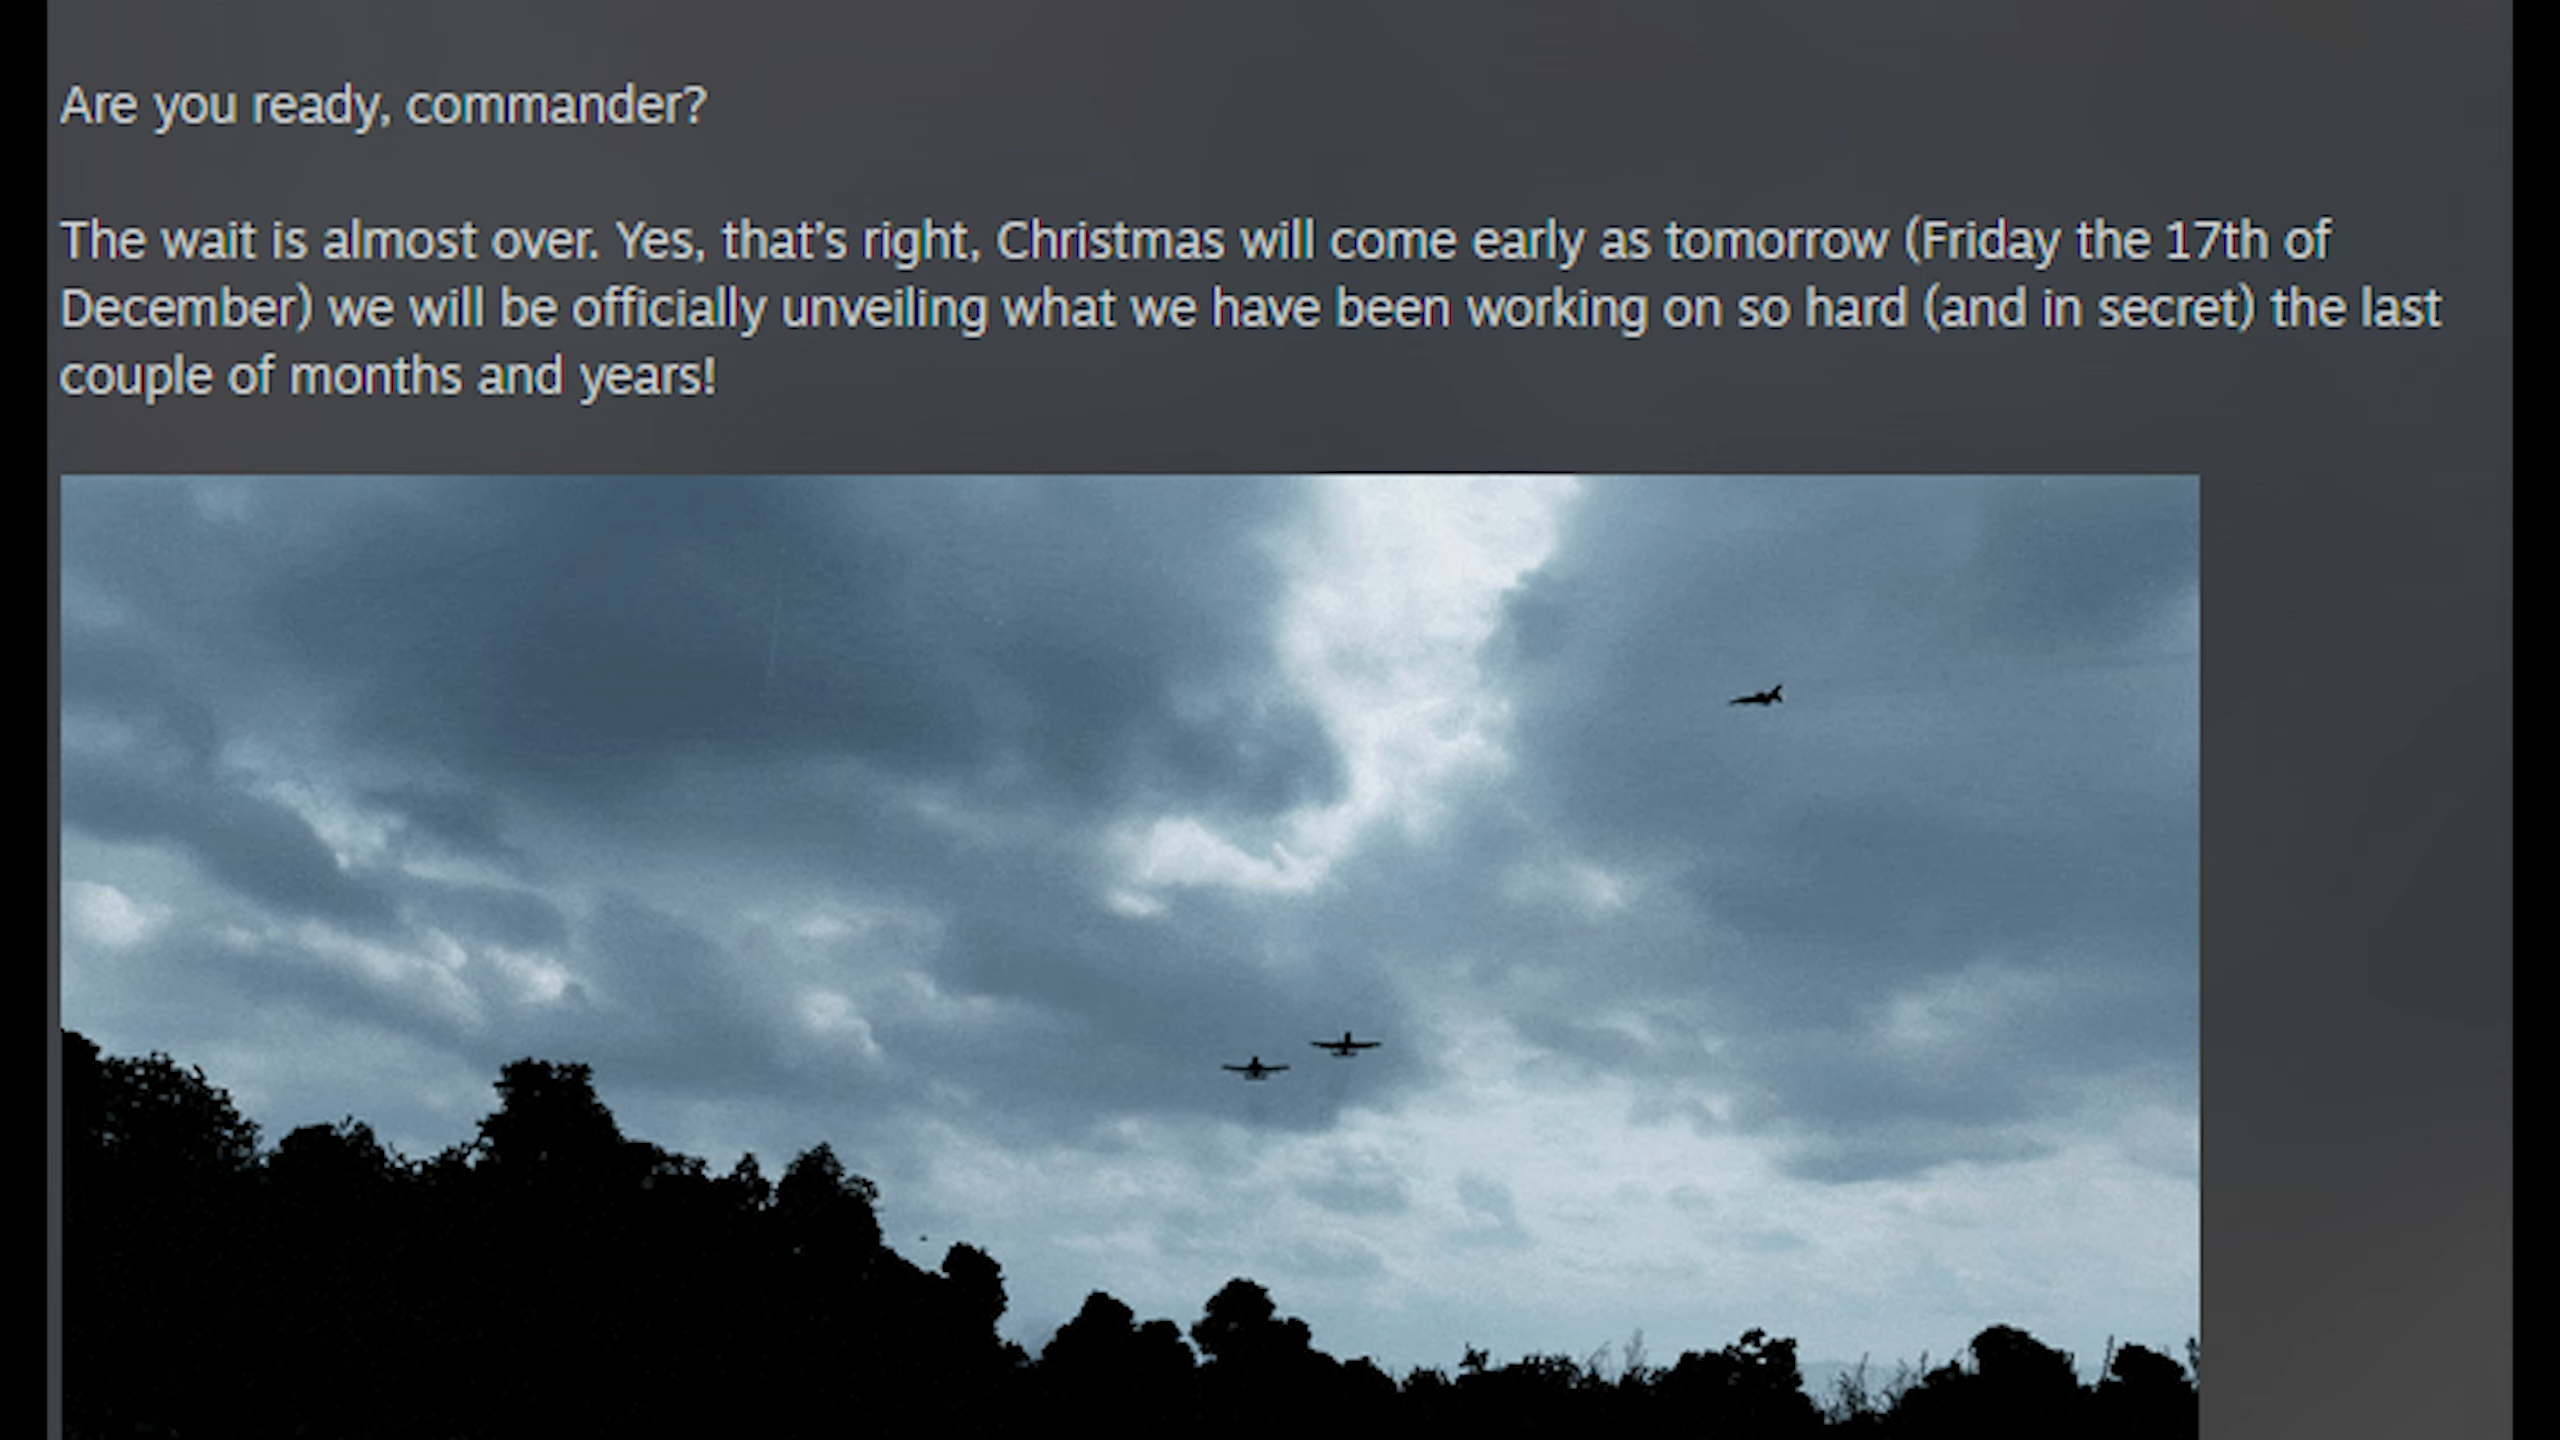 Are you ready, commander?
The wait is almost over. Yes, that’s right, Christmas will come early as tomorrow (Friday the 17th of
December) we will be officially unveiling what we have been working on so hard (and in secret) the last
couple of months and years!